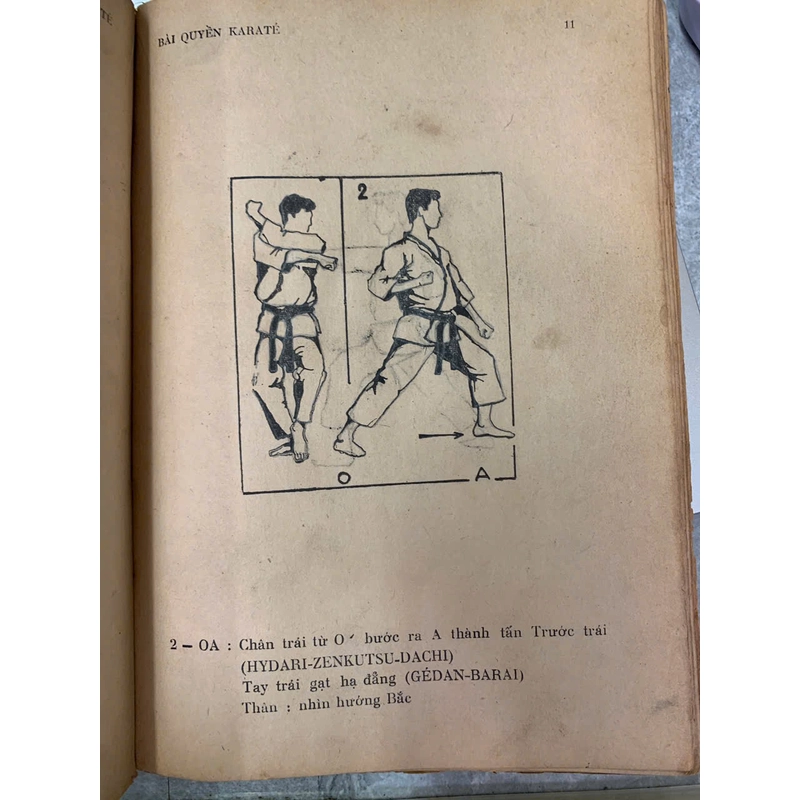 BÀI QUYỀN KARATÉ 11
2
O A
2 – OA : Chân trái từ O bước ra A thành tấn Trước trái
(HYDARI-ZENKUTSU-DACHI)
Tay trái gạt hạ đẳng (GÉDAN-BARAI)
Thân : nhìn hướng Bắc